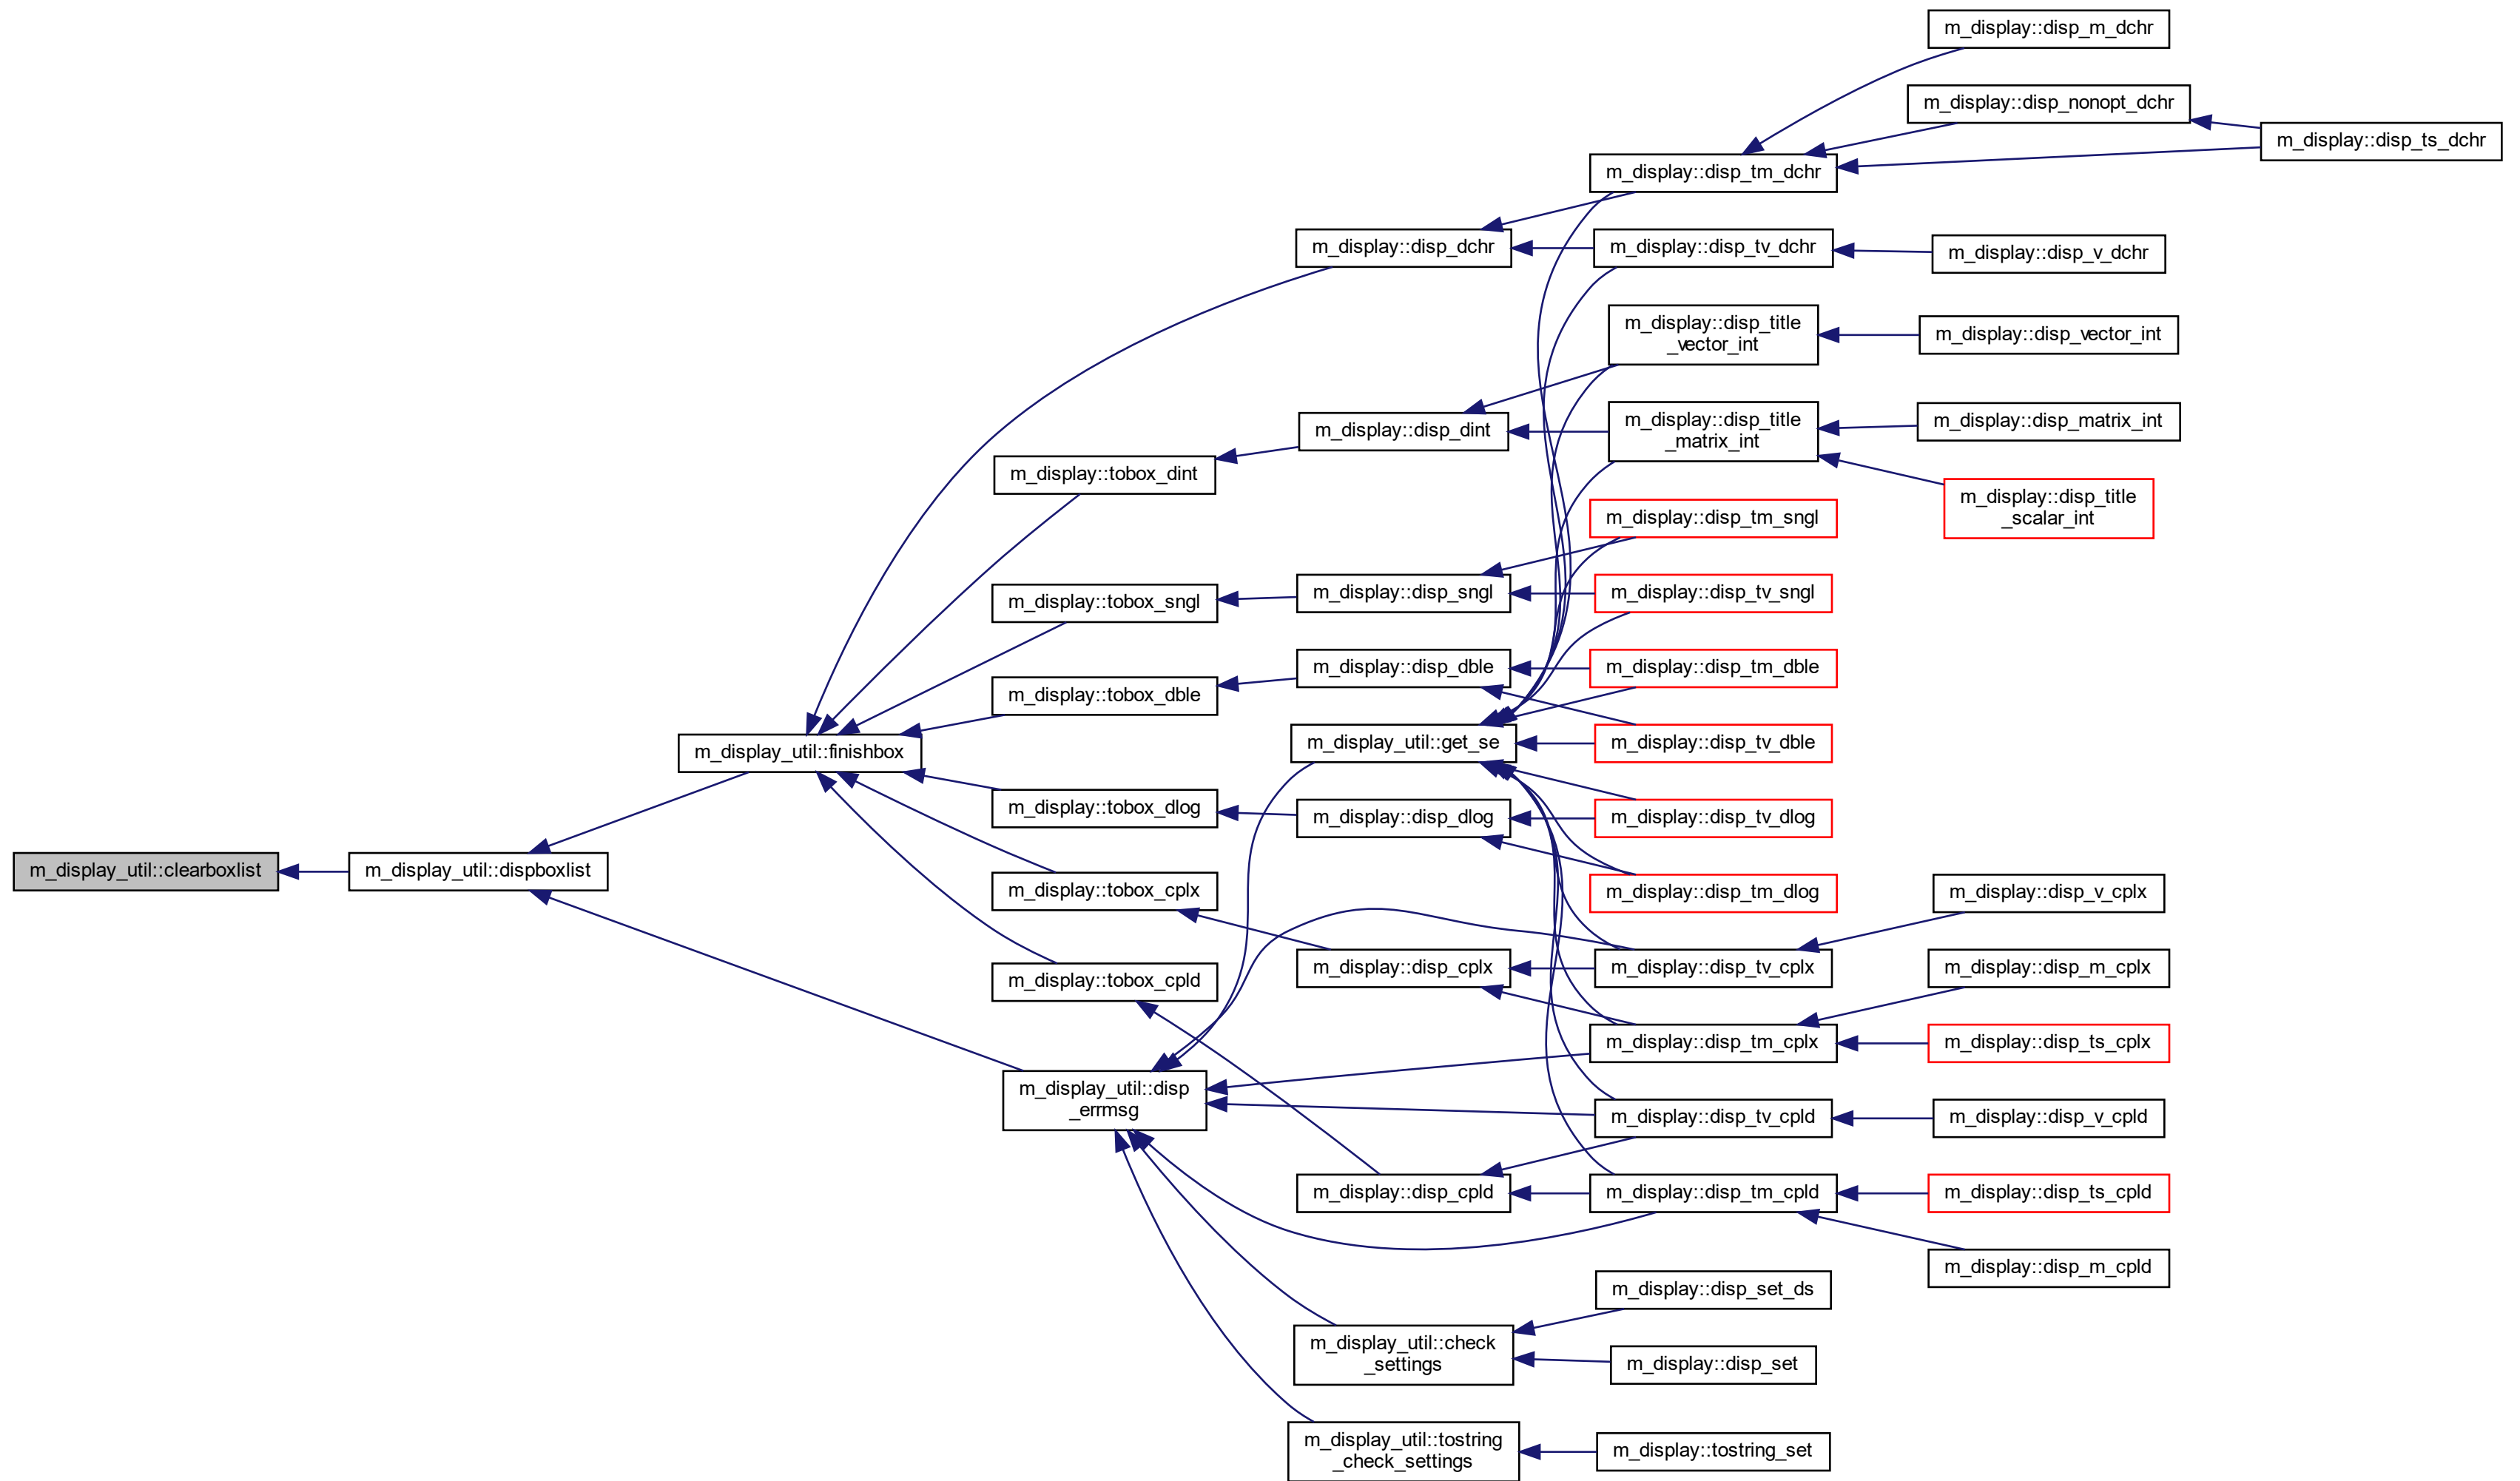 m_display::disp_m_dchr
m_display::disp_nonopt_dchr
m_display::disp_ts_dchr
m_display::disp_tm_dchr
m_display::disp_dchr
m_display::disp_tv_dchr
m_display::disp_v_dchr
m_display::disp_title
_vector_int
m_display::disp_vector_int
m_display::disp_dint
m_display::disp_title
_matrix_int
m_display::disp_matrix_int
m_display::tobox_dint
m_display::disp_title
_scalar_int
m_display::disp_tm_sngl
m_display::tobox_sngl
m_display::disp_sngl
m_display::disp_tv_sngl
m_display::tobox_dble
m_display::disp_dble
m_display::disp_tm_dble
m_display_util::finishbox
m_display_util::get_se
m_display::disp_tv_dble
m_display::tobox_dlog
m_display::disp_dlog
m_display::disp_tv_dlog
m_display_util::clearboxlist
m_display_util::dispboxlist
m_display::tobox_cplx
m_display::disp_tm_dlog
m_display::disp_v_cplx
m_display::tobox_cpld
m_display::disp_cplx
m_display::disp_tv_cplx
m_display::disp_m_cplx
m_display::disp_tm_cplx
m_display::disp_ts_cplx
m_display_util::disp
_errmsg
m_display::disp_tv_cpld
m_display::disp_v_cpld
m_display::disp_cpld
m_display::disp_tm_cpld
m_display::disp_ts_cpld
m_display::disp_m_cpld
m_display::disp_set_ds
m_display_util::check
_settings
m_display::disp_set
m_display_util::tostring
_check_settings
m_display::tostring_set